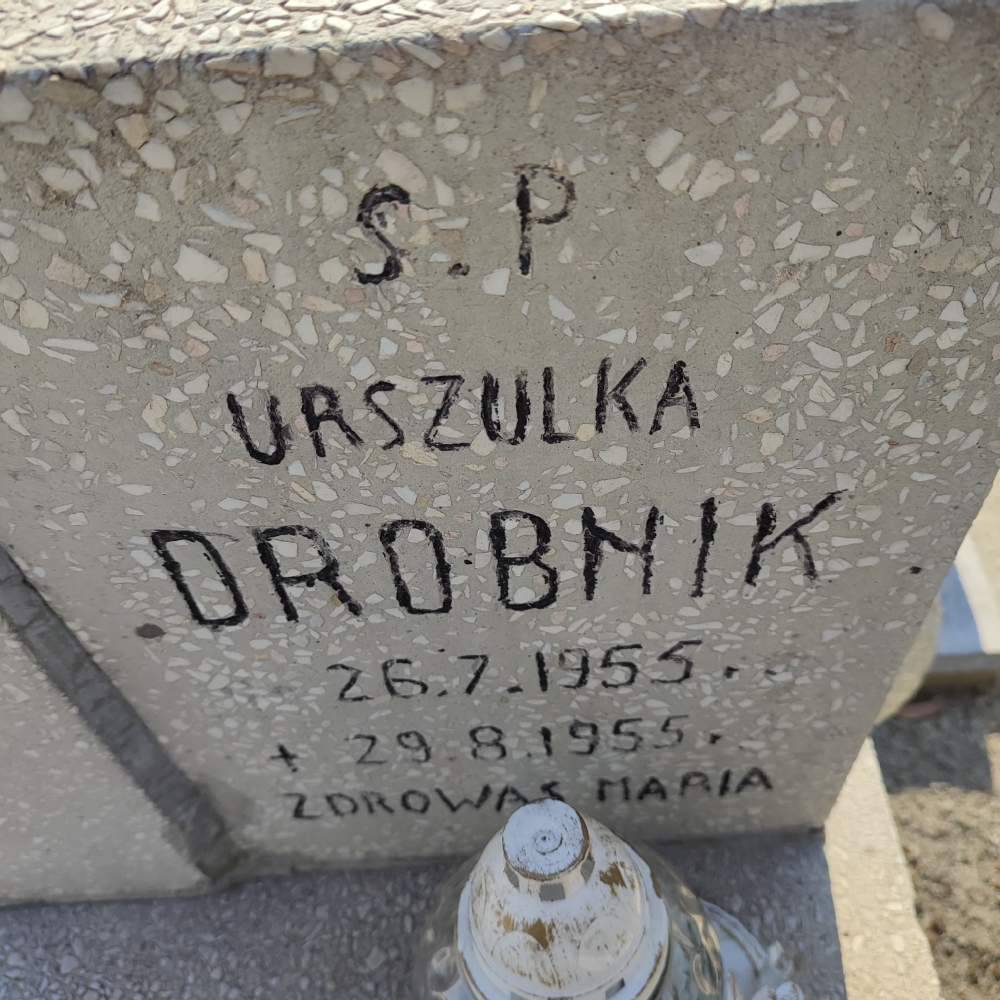 S.P
URSZULKA
DROBNIK
26.7.1955.
+ 29.8.1955.
ZDROWAS MARIA